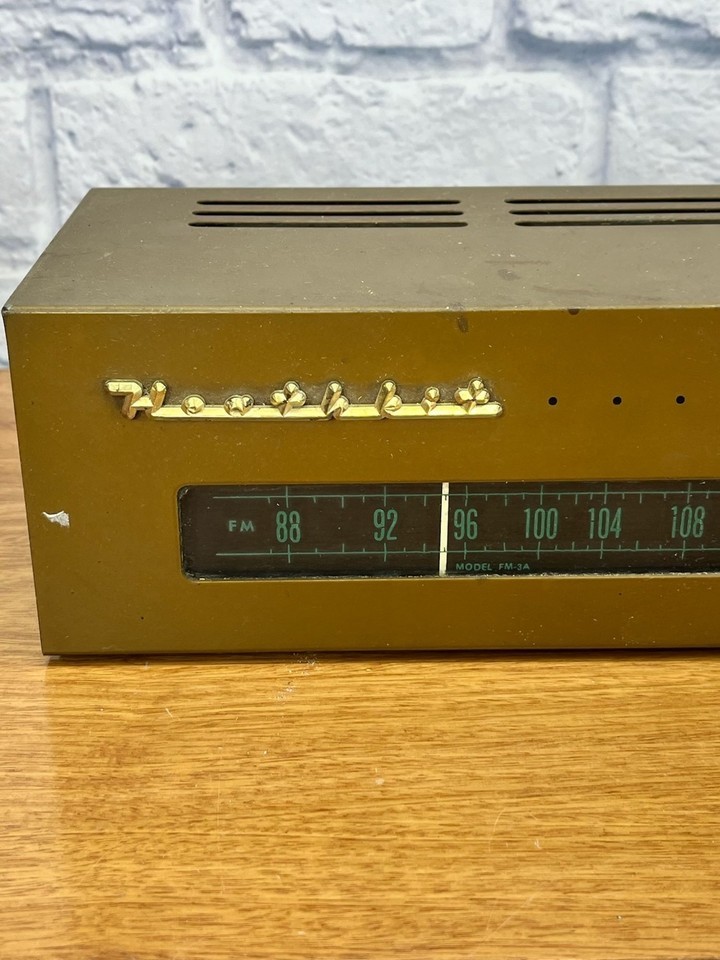 Heathkit
FM 88 92 96 100 104 108
MODEL FM-3A